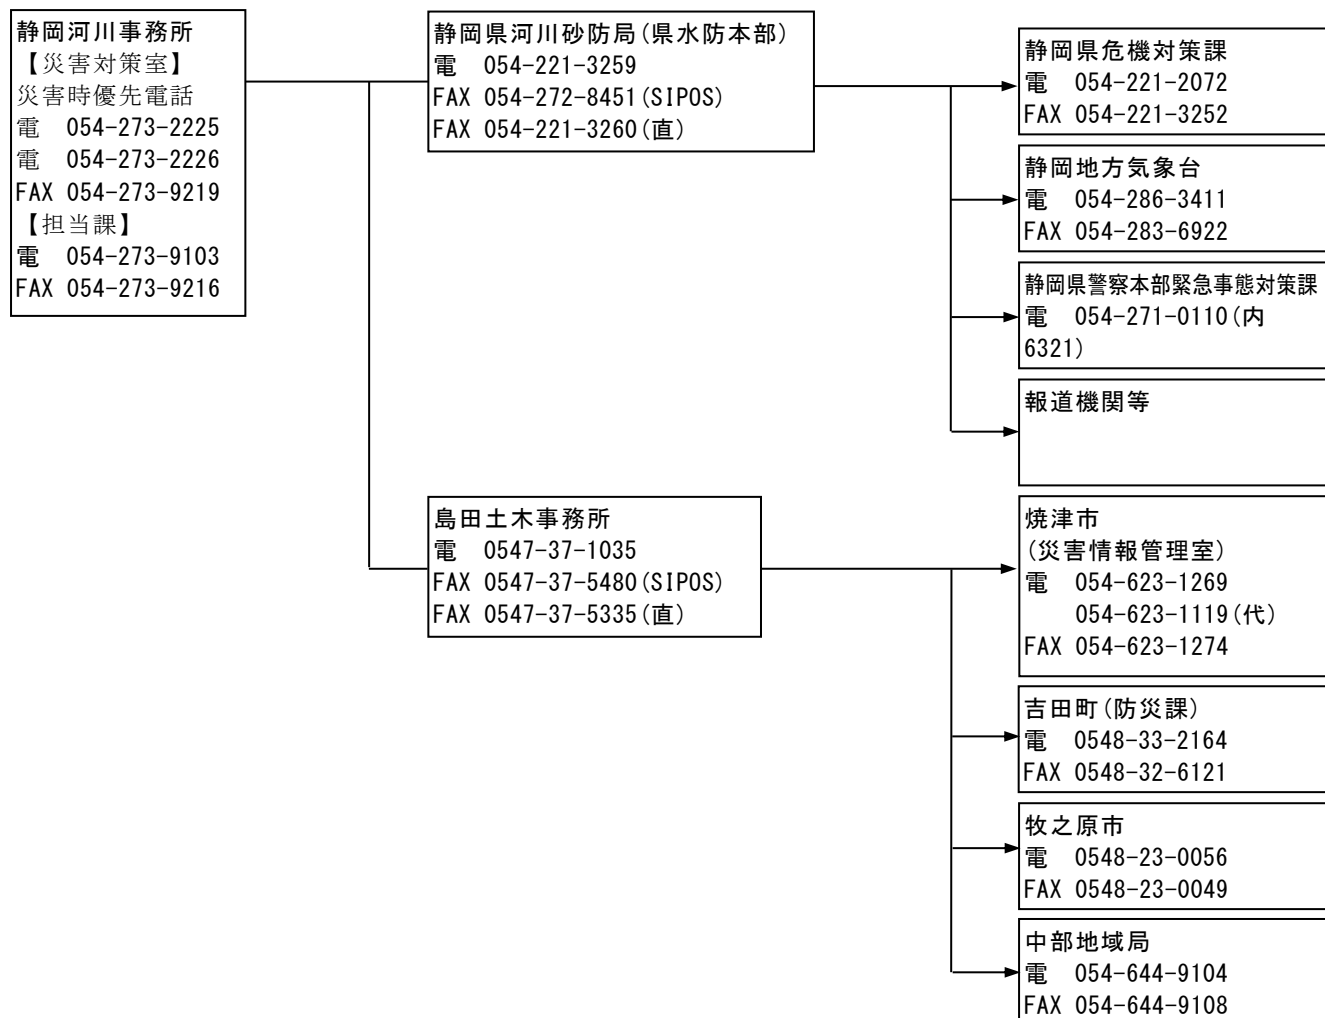 静岡河川事務所
【災害対策室】
災害時優先電話
電 054-273-2225
電 054-273-2226
FAX 054-273-9219
【担当課】
電 054-273-9103
FAX 054-273-9216
静岡県河川砂防局(県水防本部)
電 054-221-3259
FAX 054-272-8451(SIPOS)
FAX 054-221-3260(直)
静岡県危機対策課
電 054-221-2072
FAX 054-221-3252
静岡地方気象台
電 054-286-3411
FAX 054-283-6922
静岡県警察本部緊急事態対策課
電 054-271-0110(内
6321)
報道機関等
島田土木事務所
電 0547-37-1035
FAX 0547-37-5480(SIPOS)
FAX 0547-37-5335(直)
焼津市
(災害情報管理室)
電 054-623-1269
054-623-1119(代)
FAX 054-623-1274
吉田町(防災課)
電 0548-33-2164
FAX 0548-32-6121
牧之原市
電 0548-23-0056
FAX 0548-23-0049
中部地域局
電 054-644-9104
FAX 054-644-9108